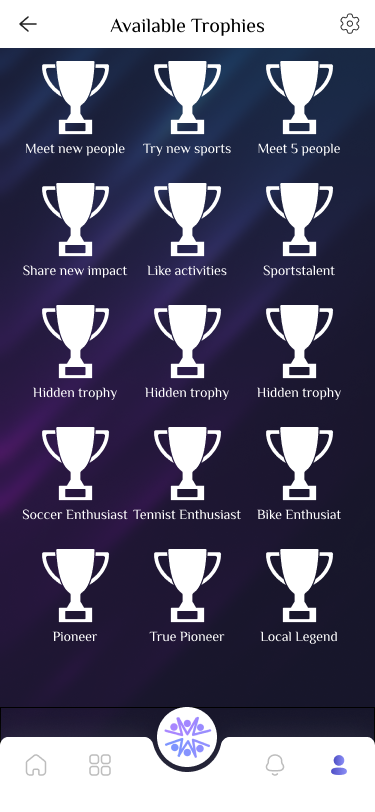 Available Trophies
Meet new people Try new sports Meet 5 people
Share new impact Like activities Sportstalent
Hidden trophy Hidden trophy Hidden trophy
Soccer Enthusiast Tennist Enthusiast Bike Enthusiat
Pioneer True Pioneer Local Legend